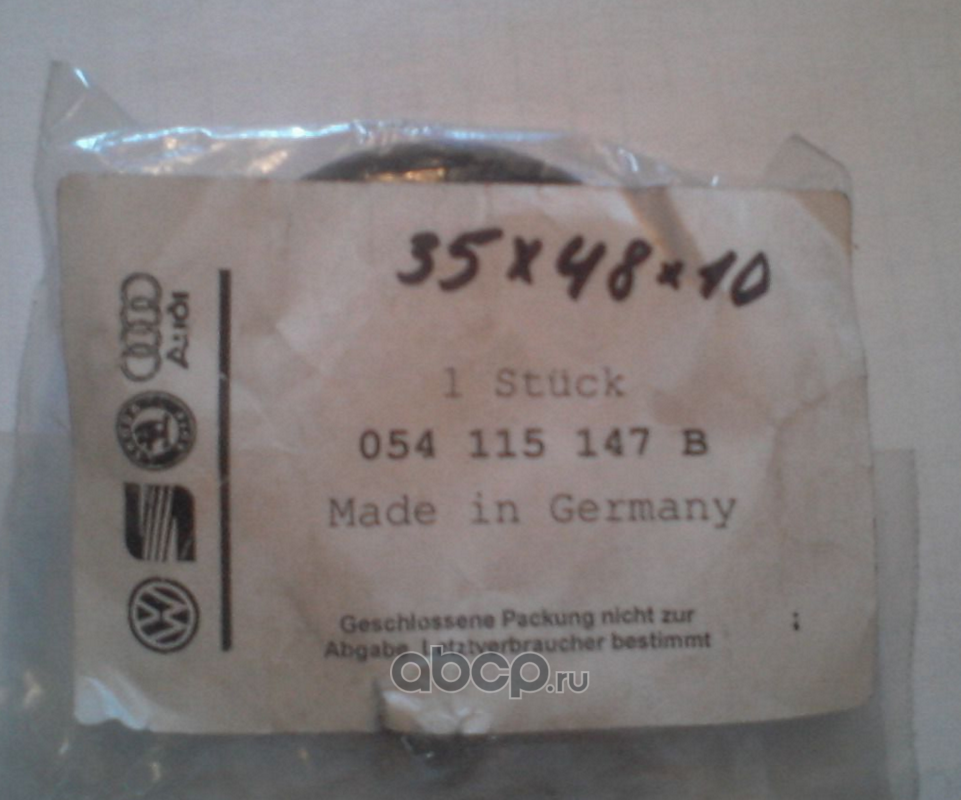 35x48x10
1 Stück
054 115 147 B
Made in Germany
Geschlossene Packung nicht zur
Abgabe Letztverbraucher bestimmt
Audi
abcp.ru